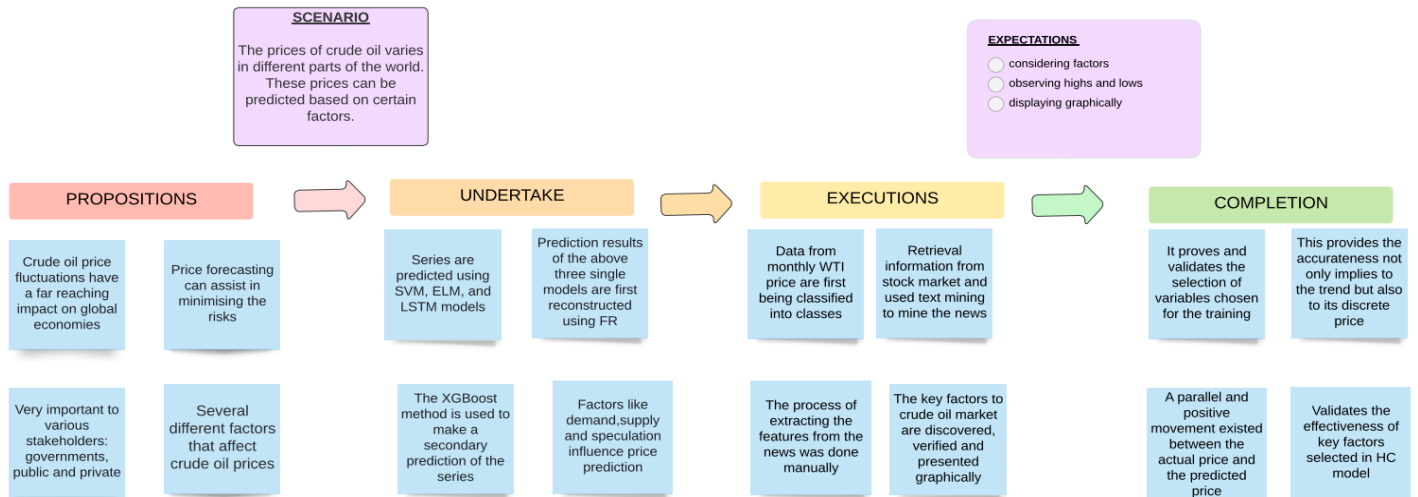 SCENARIO
The prices of crude oil varies
in different parts of the world.
These prices can be
predicted based on certain
factors.
EXPECTATIONS
considering factors
observing highs and lows
displaying graphically
PROPOSITIONS
UNDERTAKE
EXECUTIONS
COMPLETION
Crude oil price
fluctuations have
a far reaching
impact on global
economies
Price forecasting
can assist in
minimising the
risks
Series are
predicted using
SVM, ELM, and
LSTM models
Prediction results
of the above
three single
models are first
reconstructed
using FR
Data from
monthly WTI
price are first
being classified
into classes
Retrieval
information from
stock market and
used text mining
to mine the news
It proves and
validates the
selection of
variables chosen
for the training
This provides the
accurateness not
only implies to
the trend but also
to its discrete
price
Very important to
various
stakeholders:
governments,
public and private
Several
different factors
that affect
crude oil prices
The XGBoost
method is used to
make a
secondary
prediction of the
series
Factors like
demand,supply
and speculation
influence price
prediction
The process of
extracting the
features from the
news was done
manually
The key factors to
crude oil market
are discovered,
verified and
presented
graphically
A parallel and
positive
movement existed
between the
actual price and
the predicted
price
Validates the
effectiveness of
key factors
selected in HC
model